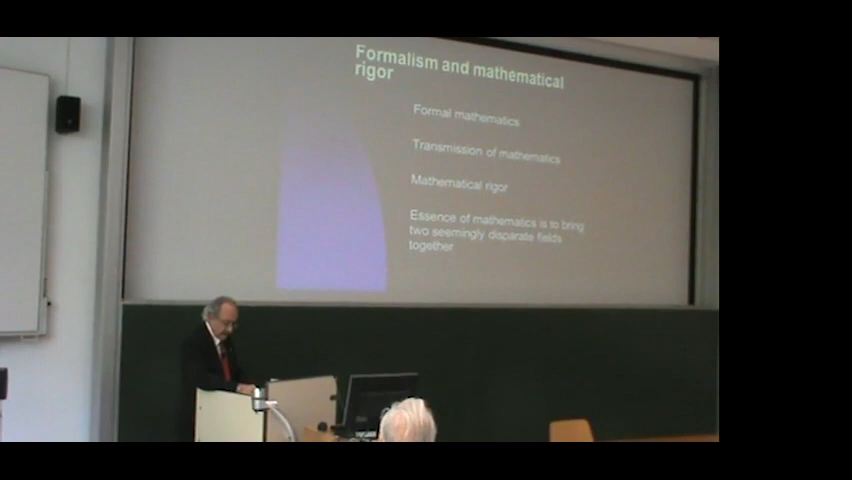 Formalism and mathematical
rigor
Formal mathematics
Transmission of mathematics
Mathematical rigor
Essence of mathematics is to bring
two seemingly disparate fields
together